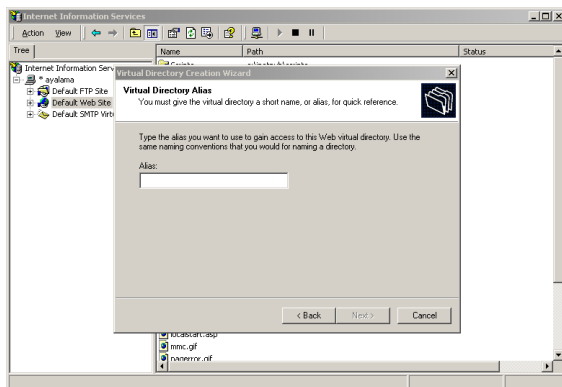 Internet Information Services
Action View
Tree
Name Path Status
Internet Information Serv
* ayalama
Default FTP Site
Default Web Site
Default SMTP Virtu
Virtual Directory Creation Wizard
Virtual Directory Alias
You must give the virtual directory a short name, or alias, for quick reference.
Type the alias you want to use to gain access to this Web virtual directory. Use the
same naming conventions that you would for naming a directory.
Alias:
< Back Next > Cancel
localstart.asp
mmc.gif
pagerror.gif